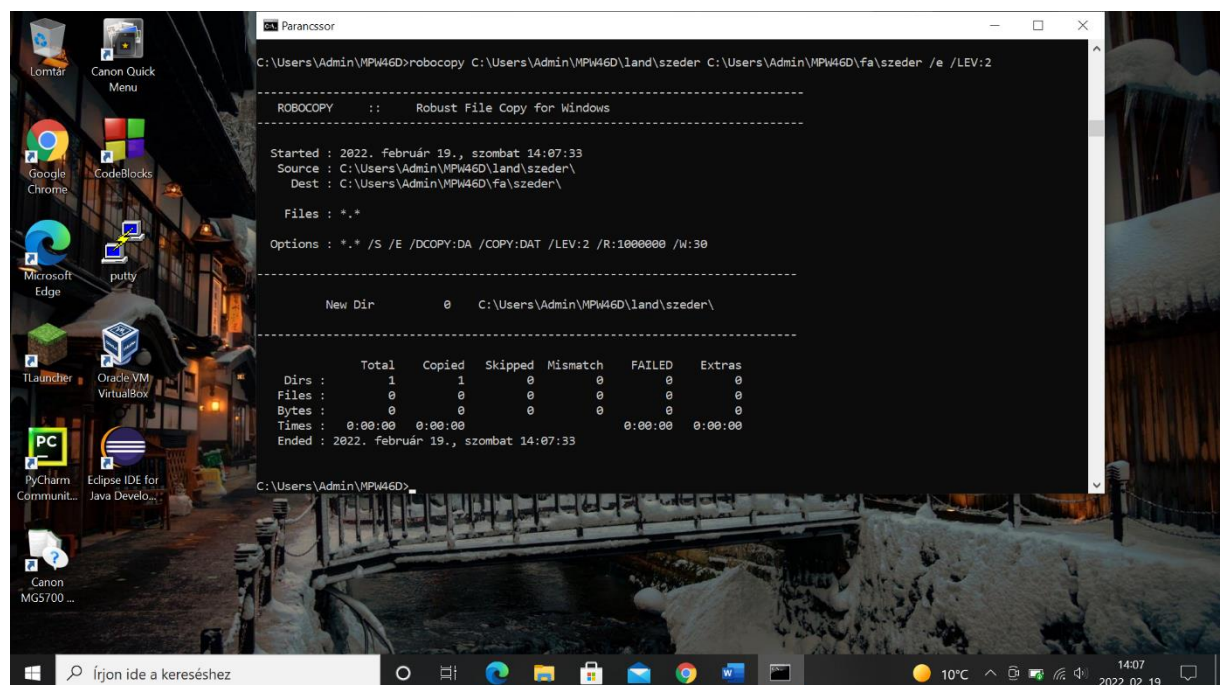 Parancssor
C:\Users\Admin\MPW46D>robocopy C:\Users\Admin\MPW46D\land\szeder C:\Users\Admin\MPW46D\fa\szeder /e /LEV:2
-------------------------------------------------------------------------------
ROBOCOPY :: Robust File Copy for Windows
-------------------------------------------------------------------------------
Started : 2022. február 19., szombat 14:07:33
Source : C:\Users\Admin\MPW46D\land\szeder\
Dest : C:\Users\Admin\MPW46D\fa\szeder\
Files : *.*
Options : *.* /S /E /DCOPY:DA /COPY:DAT /LEV:2 /R:1000000 /W:30
------------------------------------------------------------------------------
New Dir 0 C:\Users\Admin\MPW46D\land\szeder\
------------------------------------------------------------------------------
Total Copied Skipped Mismatch FAILED Extras
Dirs : 1 1 0 0 0 0
Files : 0 0 0 0 0 0
Bytes : 0 0 0 0 0 0
Times : 0:00:00 0:00:00 0:00:00 0:00:00
Ended : 2022. február 19., szombat 14:07:33
C:\Users\Admin\MPW46D>
Lomtár
Canon Quick
Menu
Google
Chrome
CodeBlocks
Microsoft
Edge
putty
TLauncher
Oracle VM
VirtualBox
PC
PyCharm
Communit...
Eclipse IDE for
Java Develo...
Canon
MG5700 ...
Írjon ide a kereséshez
10°C
14:07
2022. 02. 19.